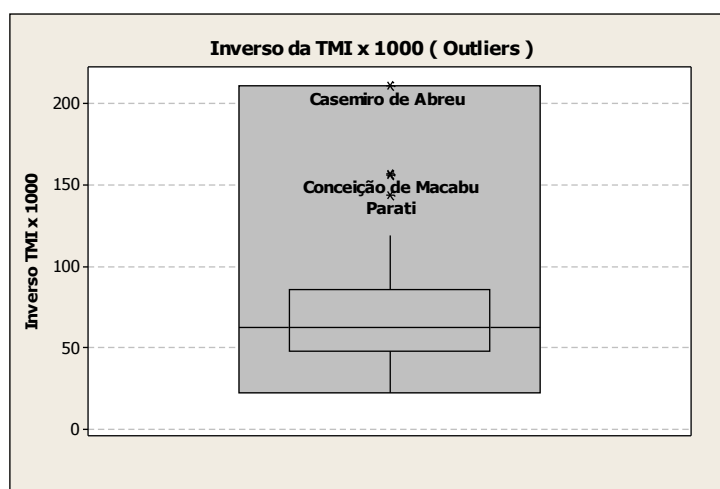 Inverso da TMI x 1000 ( Outliers )
Inverso TMI x 1000
200
150
100
50
0
Casemiro de Abreu
Conceição de Macabu
Parati